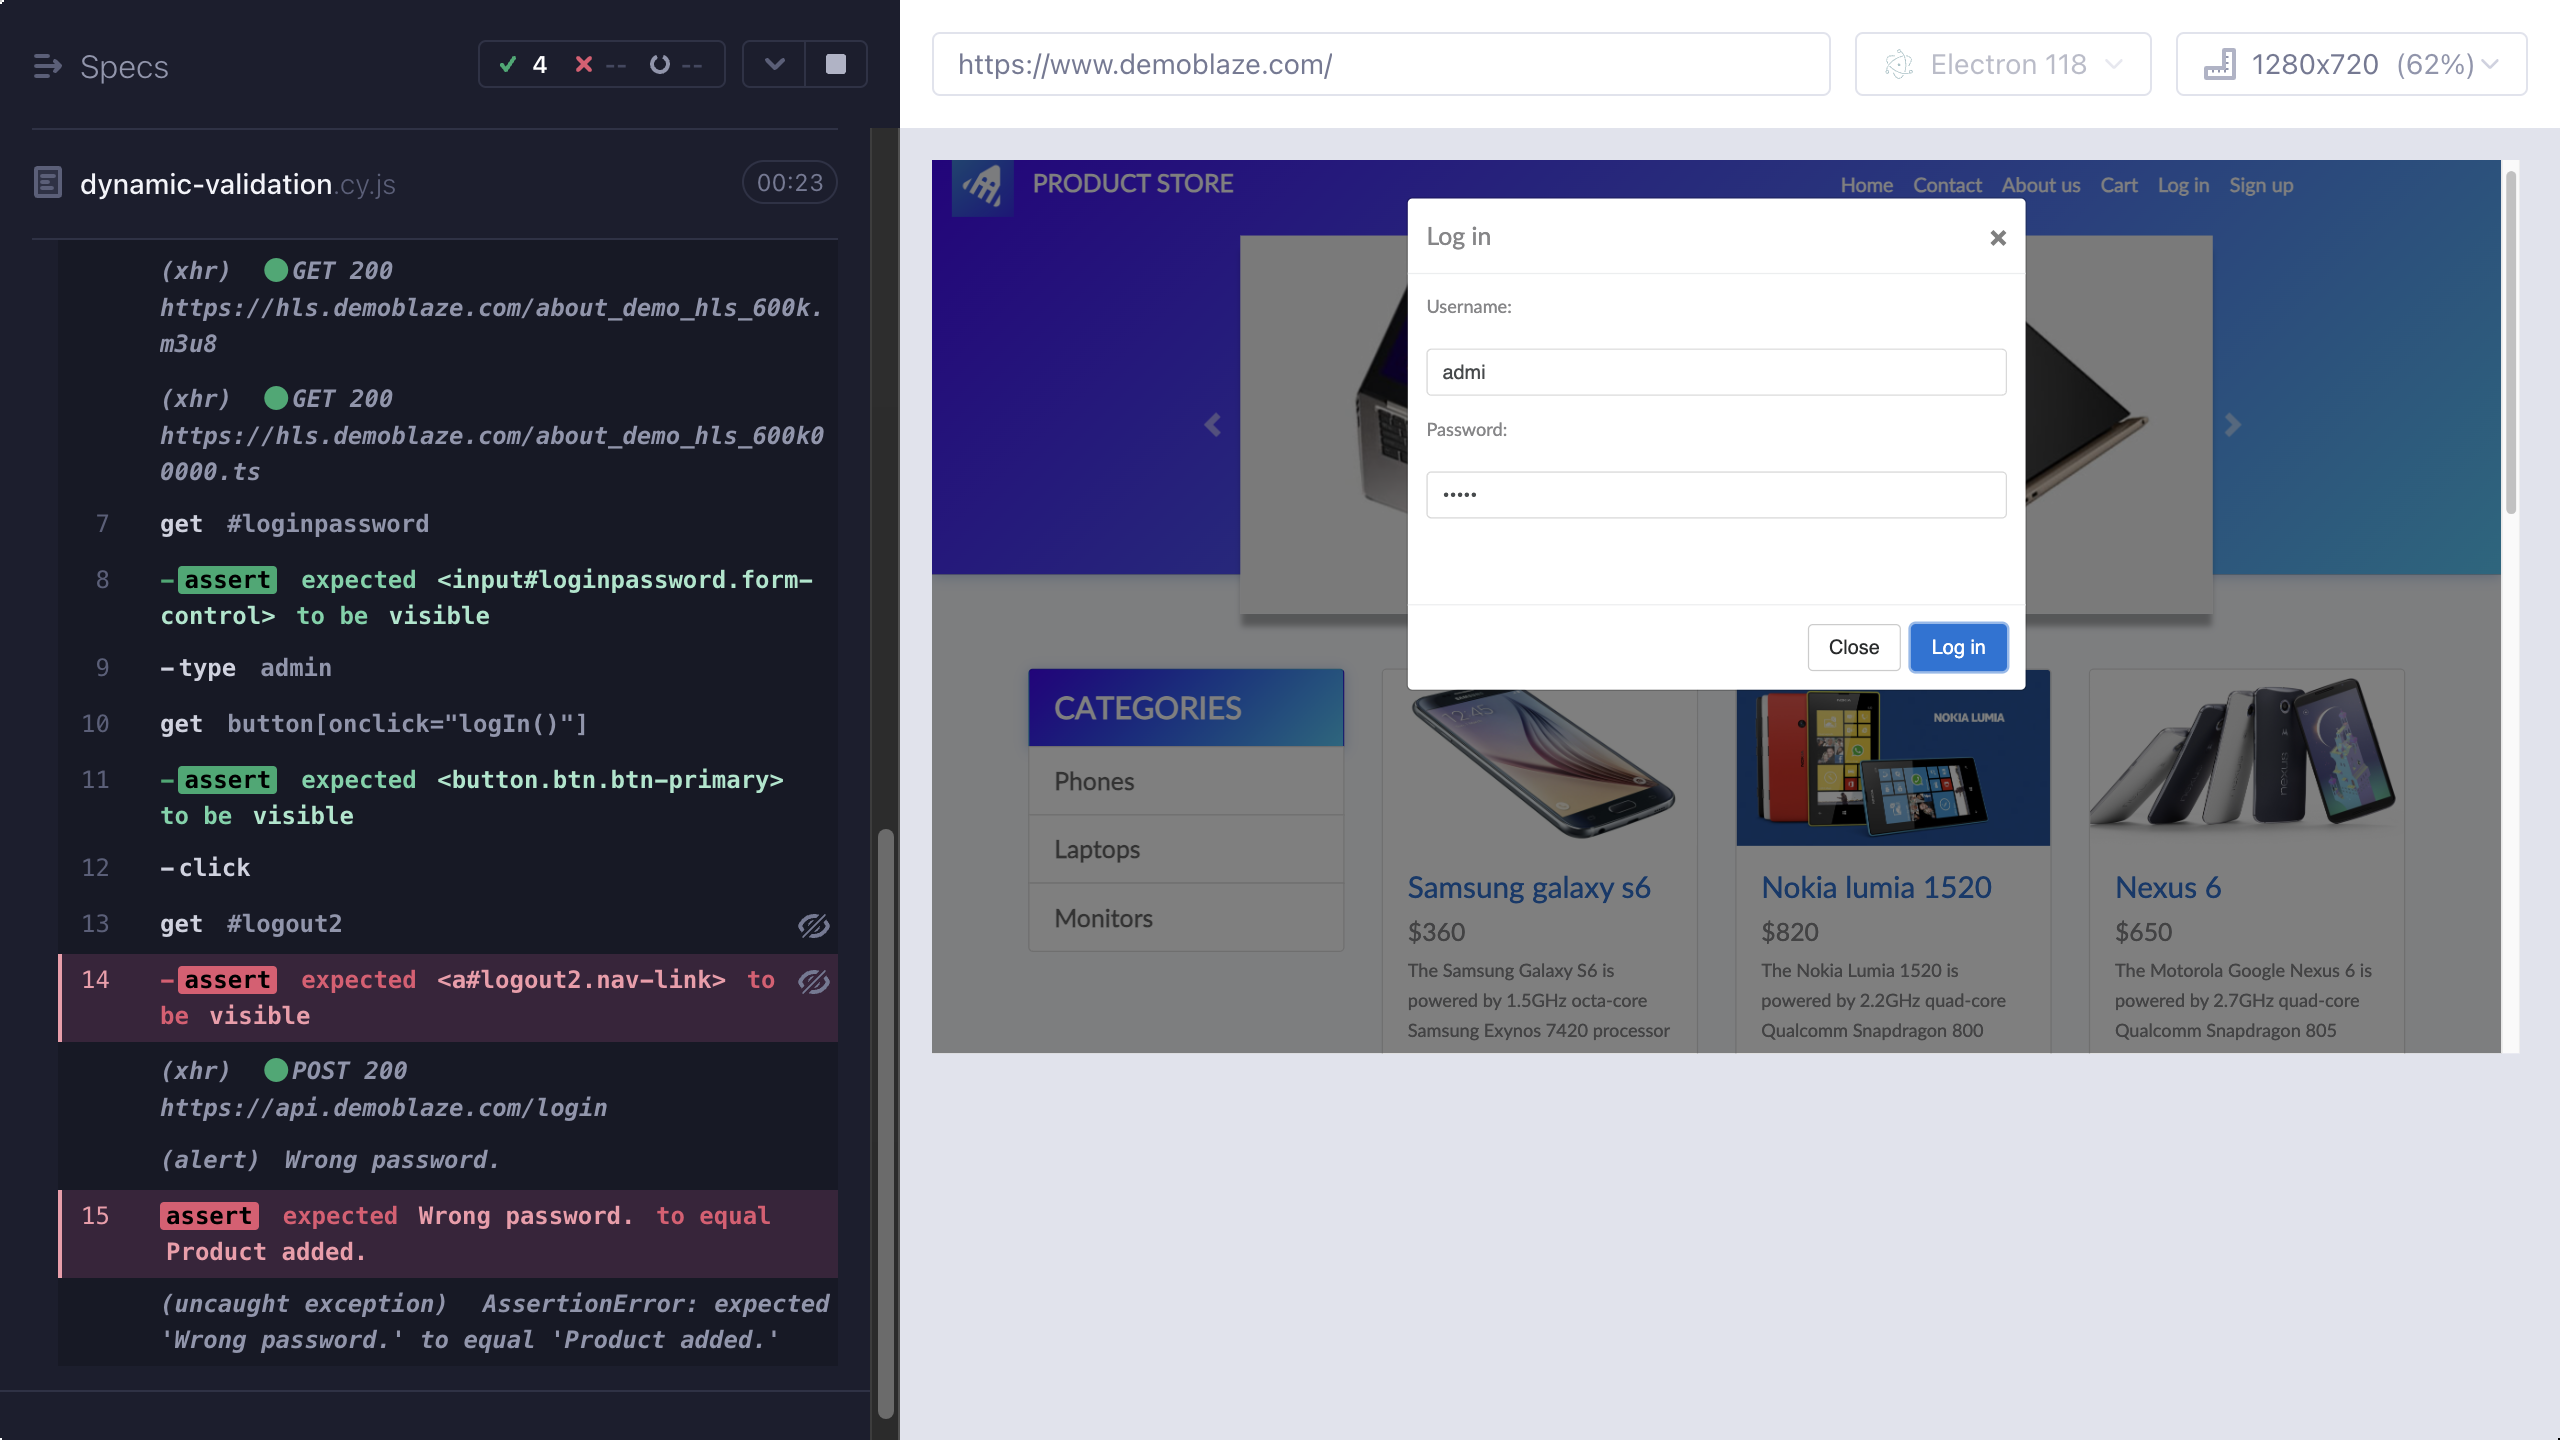 Specs
4 -- --
dynamic-validation.cy.js 00:23
(xhr) GET 200
https://hls.demoblaze.com/about_demo_hls_600k.
m3u8
(xhr) GET 200
https://hls.demoblaze.com/about_demo_hls_600k0
0000.ts
7 get #loginpassword
8 -assert expected <input#loginpassword.form-
control> to be visible
9 -type admin
10 get button[onclick="logIn()"]
11 -assert expected <button.btn.btn-primary>
to be visible
12 -click
13 get #logout2
14 -assert expected <a#logout2.nav-link> to
be visible
(xhr) POST 200
https://api.demoblaze.com/login
(alert) Wrong password.
15 assert expected Wrong password. to equal
Product added.
(uncaught exception) AssertionError: expected
'Wrong password.' to equal 'Product added.'
https://www.demoblaze.com/
Electron 118
1280x720 (62%)
PRODUCT STORE
Home Contact About us Cart Log in Sign up
Log in
×
Username:
admi
Password:
•••••
Close Log in
CATEGORIES
Phones
Laptops
Monitors
12:45
Samsung galaxy s6
$360
The Samsung Galaxy S6 is
powered by 1.5GHz octa-core
Samsung Exynos 7420 processor
NOKIA LUMIA
Nokia lumia 1520
$820
The Nokia Lumia 1520 is
powered by 2.2GHz quad-core
Qualcomm Snapdragon 800
nexus
Nexus 6
$650
The Motorola Google Nexus 6 is
powered by 2.7GHz quad-core
Qualcomm Snapdragon 805